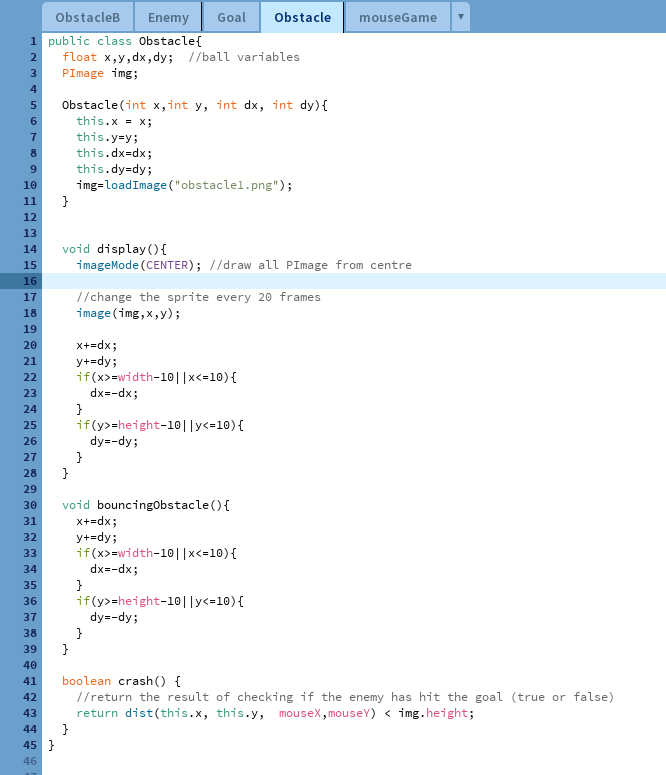 ObstacleB Enemy Goal Obstacle mouseGame ▼
1 public class Obstacle{
2   float x,y,dx,dy;  //ball variables
3   PImage img;
4
5   Obstacle(int x,int y, int dx, int dy){
6     this.x = x;
7     this.y=y;
8     this.dx=dx;
9     this.dy=dy;
10     img=loadImage("obstacle1.png");
11   }
12
13
14   void display(){
15     imageMode(CENTER); //draw all PImage from centre
16
17     //change the sprite every 20 frames
18     image(img,x,y);
19
20     x+=dx;
21     y+=dy;
22     if(x>=width-10||x<=10){
23       dx=-dx;
24     }
25     if(y>=height-10||y<=10){
26       dy=-dy;
27     }
28   }
29
30   void bouncingObstacle(){
31     x+=dx;
32     y+=dy;
33     if(x>=width-10||x<=10){
34       dx=-dx;
35     }
36     if(y>=height-10||y<=10){
37       dy=-dy;
38     }
39   }
40
41   boolean crash() {
42     //return the result of checking if the enemy has hit the goal (true or false)
43     return dist(this.x, this.y,  mouseX,mouseY) < img.height;
44   }
45 }
46